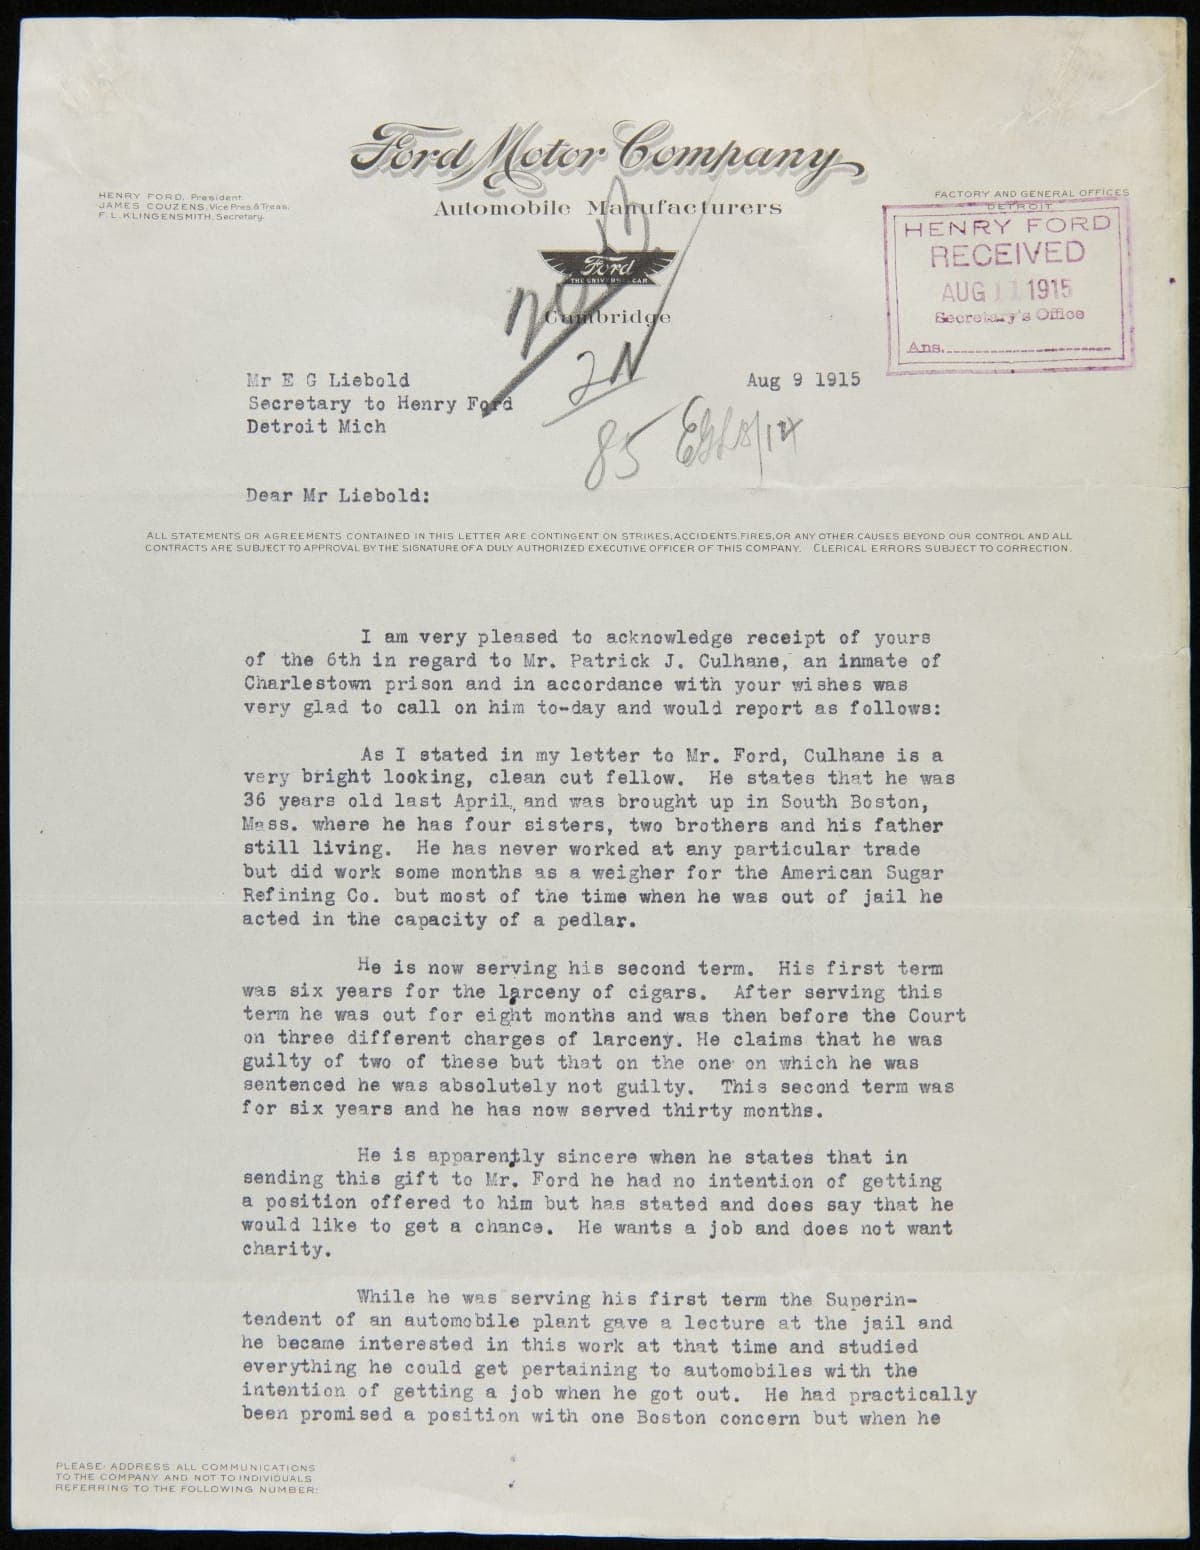 Ford Motor Company
HENRY FORD, President.
JAMES COUZENS, Vice Pres. & Treas.
F. L. KLINGENSMITH, Secretary.
Automobile Manufacturers
FACTORY AND GENERAL OFFICES
DETROIT
HENRY FORD
RECEIVED
AUG 11 1915
Secretary's Office
Ans.
Ford
THE UNIVERSAL CAR
Cambridge
Mr E G Liebold
Secretary to Henry Ford
Detroit Mich
Aug 9 1915
85 EGL 8/12
Dear Mr Liebold:
ALL STATEMENTS OR AGREEMENTS CONTAINED IN THIS LETTER ARE CONTINGENT ON STRIKES, ACCIDENTS, FIRES, OR ANY OTHER CAUSES BEYOND OUR CONTROL AND ALL
CONTRACTS ARE SUBJECT TO APPROVAL BY THE SIGNATURE OF A DULY AUTHORIZED EXECUTIVE OFFICER OF THIS COMPANY. CLERICAL ERRORS SUBJECT TO CORRECTION.
I am very pleased to acknowledge receipt of yours
of the 6th in regard to Mr. Patrick J. Culhane, an inmate of
Charlestown prison and in accordance with your wishes was
very glad to call on him to-day and would report as follows:
As I stated in my letter to Mr. Ford, Culhane is a
very bright looking, clean cut fellow. He states that he was
36 years old last April, and was brought up in South Boston,
Mass. where he has four sisters, two brothers and his father
still living. He has never worked at any particular trade
but did work some months as a weigher for the American Sugar
Refining Co. but most of the time when he was out of jail he
acted in the capacity of a pedlar.
He is now serving his second term. His first term
was six years for the larceny of cigars. After serving this
term he was out for eight months and was then before the Court
on three different charges of larceny. He claims that he was
guilty of two of these but that on the one on which he was
sentenced he was absolutely not guilty. This second term was
for six years and he has now served thirty months.
He is apparently sincere when he states that in
sending this gift to Mr. Ford he had no intention of getting
a position offered to him but has stated and does say that he
would like to get a chance. He wants a job and does not want
charity.
While he was serving his first term the Superin-
tendent of an automobile plant gave a lecture at the jail and
he became interested in this work at that time and studied
everything he could get pertaining to automobiles with the
intention of getting a job when he got out. He had practically
been promised a position with one Boston concern but when he
PLEASE ADDRESS ALL COMMUNICATIONS
TO THE COMPANY AND NOT TO INDIVIDUALS
REFERRING TO THE FOLLOWING NUMBER: